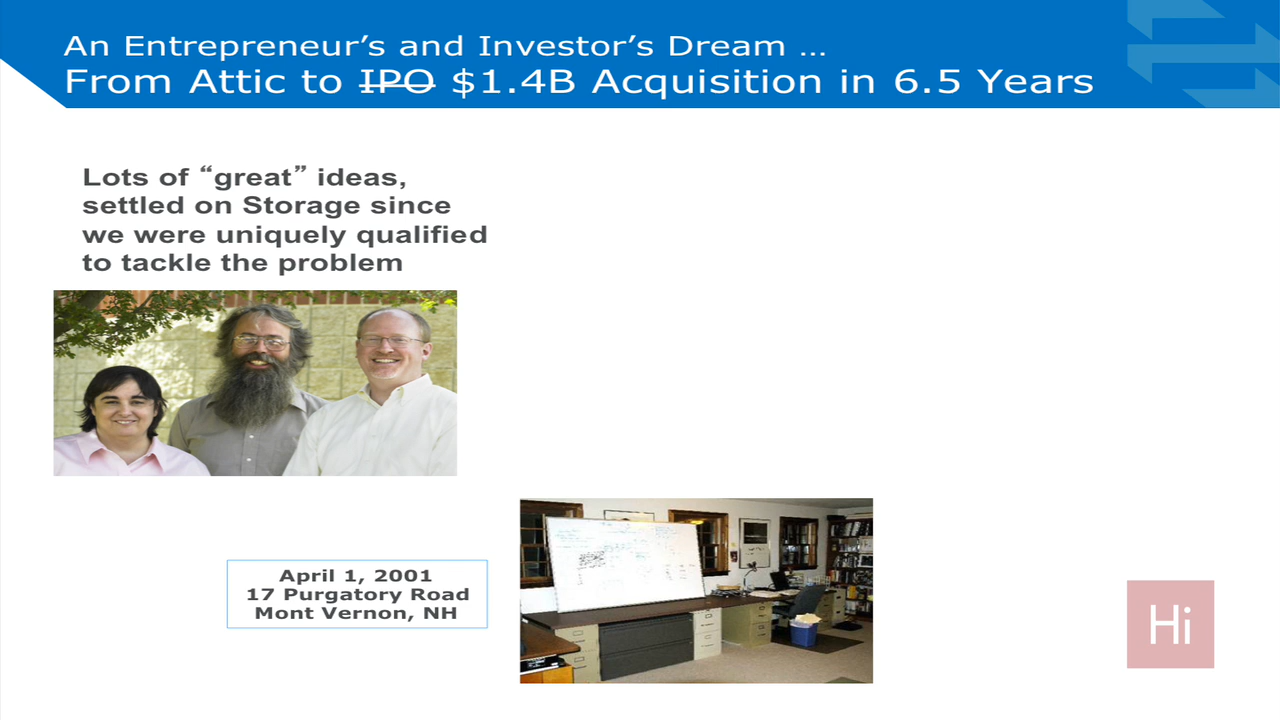 An Entrepreneur’s and Investor’s Dream …
From Attic to IPO $1.4B Acquisition in 6.5 Years
Lots of “great” ideas,
settled on Storage since
we were uniquely qualified
to tackle the problem
April 1, 2001
17 Purgatory Road
Mont Vernon, NH
Hi